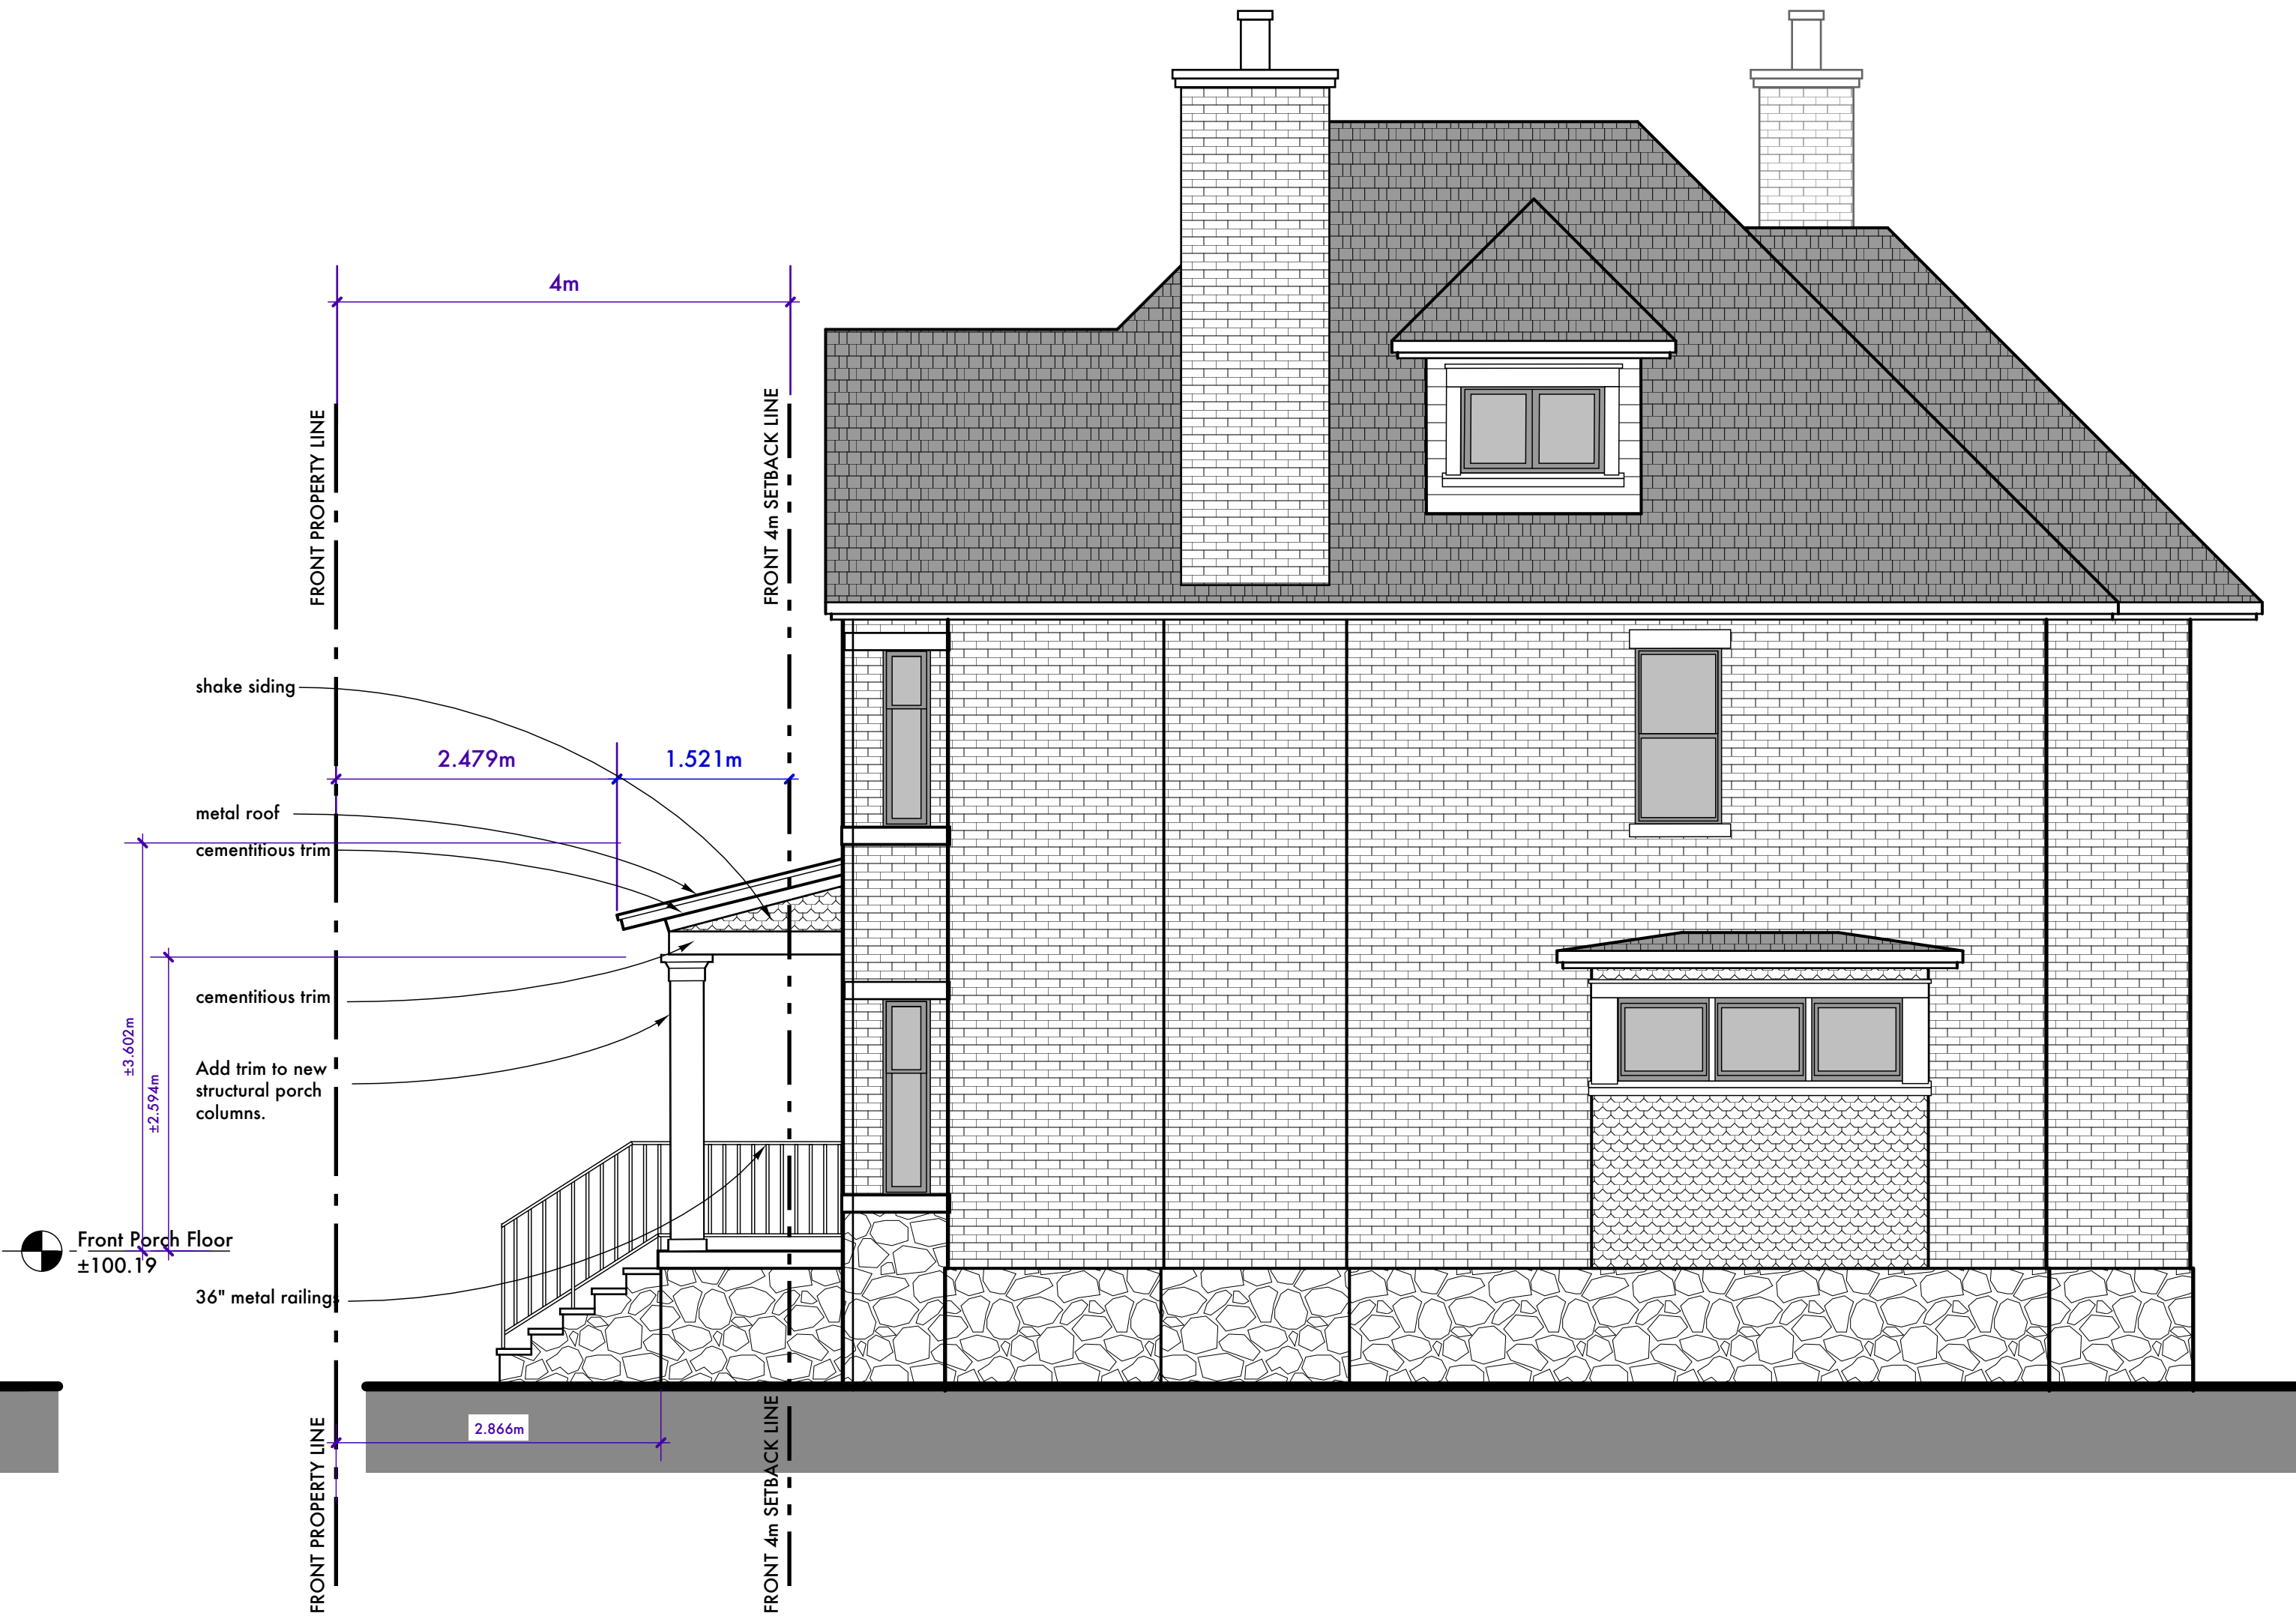 4m
FRONT PROPERTY LINE
FRONT 4m SETBACK LINE
shake siding
2.479m
1.521m
metal roof
cementitious trim
cementitious trim
±3.602m
±2.594m
Add trim to new
structural porch
columns.
Front Porch Floor
±100.19
36" metal railings
2.866m
FRONT PROPERTY LINE
FRONT 4m SETBACK LINE